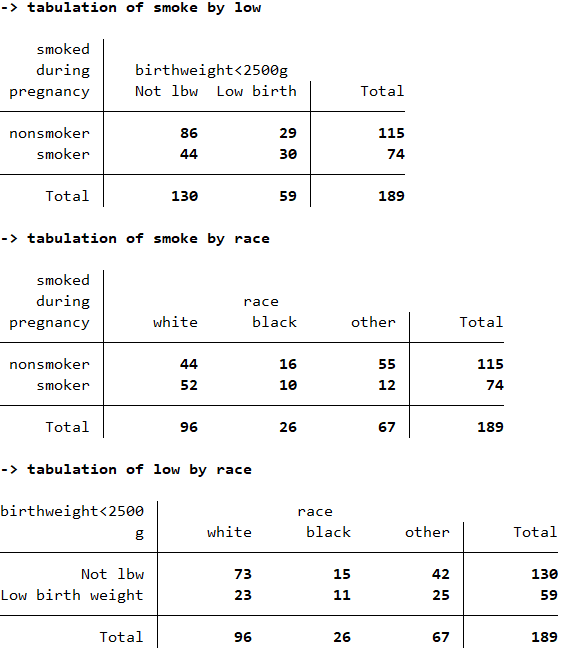 -> tabulation of smoke by low
smoked
during birthweight<2500g
pregnancy Not lbw Low birth Total
nonsmoker 86 29 115
smoker 44 30 74
Total 130 59 189
-> tabulation of smoke by race
smoked
during race
pregnancy white black other Total
nonsmoker 44 16 55 115
smoker 52 10 12 74
Total 96 26 67 189
-> tabulation of low by race
birthweight<2500 race
g white black other Total
Not lbw 73 15 42 130
Low birth weight 23 11 25 59
Total 96 26 67 189